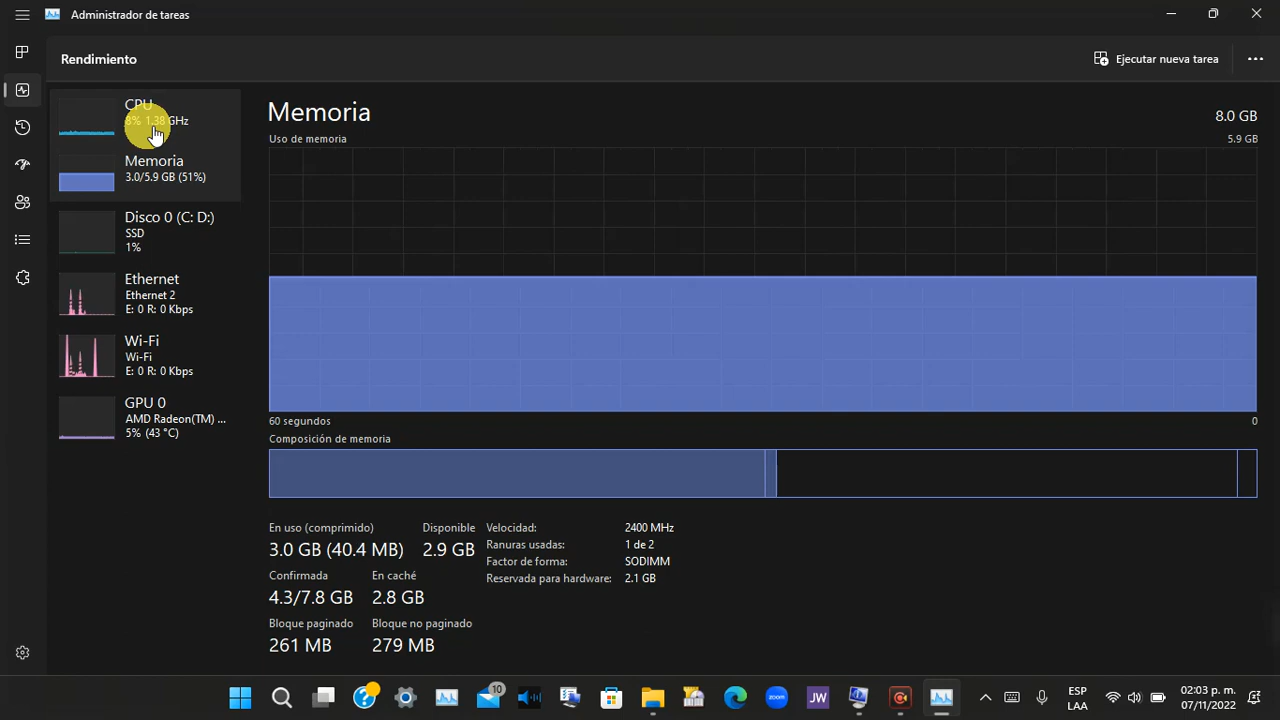 Administrador de tareas
Rendimiento
Ejecutar nueva tarea
CPU
8% 1.38 GHz
Memoria
3.0/5.9 GB (51%)
Disco 0 (C: D:)
SSD
1%
Ethernet
Ethernet 2
E: 0 R: 0 Kbps
Wi-Fi
Wi-Fi
E: 0 R: 0 Kbps
GPU 0
AMD Radeon(TM) ...
5% (43 °C)
Memoria
8.0 GB
Uso de memoria
5.9 GB
60 segundos
0
Composición de memoria
En uso (comprimido)
3.0 GB (40.4 MB)
Disponible
2.9 GB
Confirmada
4.3/7.8 GB
En caché
2.8 GB
Bloque paginado
261 MB
Bloque no paginado
279 MB
Velocidad: 2400 MHz
Ranuras usadas: 1 de 2
Factor de forma: SODIMM
Reservada para hardware: 2.1 GB
10
zoom
JW
ESP
LAA
02:03 p. m.
07/11/2022